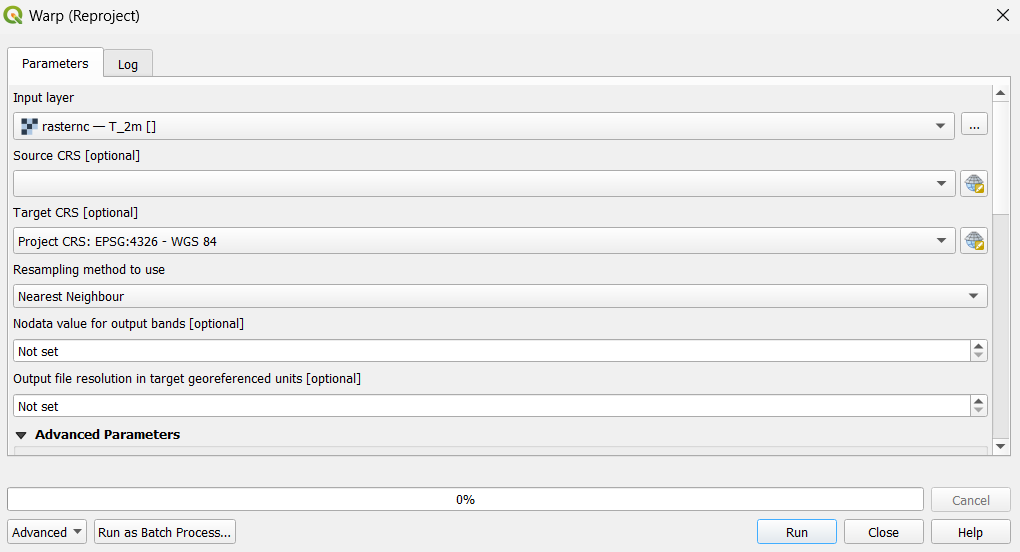 Warp (Reproject)
Parameters
Log
Input layer
rasternc — T_2m []
...
Source CRS [optional]
Target CRS [optional]
Project CRS: EPSG:4326 - WGS 84
Resampling method to use
Nearest Neighbour
Nodata value for output bands [optional]
Not set
Output file resolution in target georeferenced units [optional]
Not set
Advanced Parameters
0%
Cancel
Advanced
Run as Batch Process...
Run
Close
Help